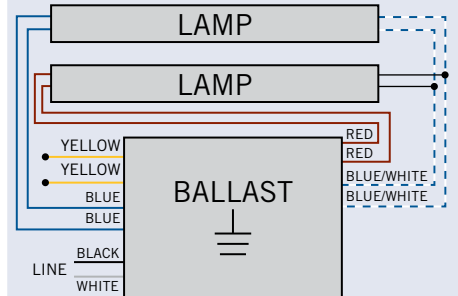 LAMP
LAMP
YELLOW
YELLOW
BLUE
BLUE
BALLAST
RED
RED
BLUE/WHITE
BLUE/WHITE
LINE
BLACK
WHITE